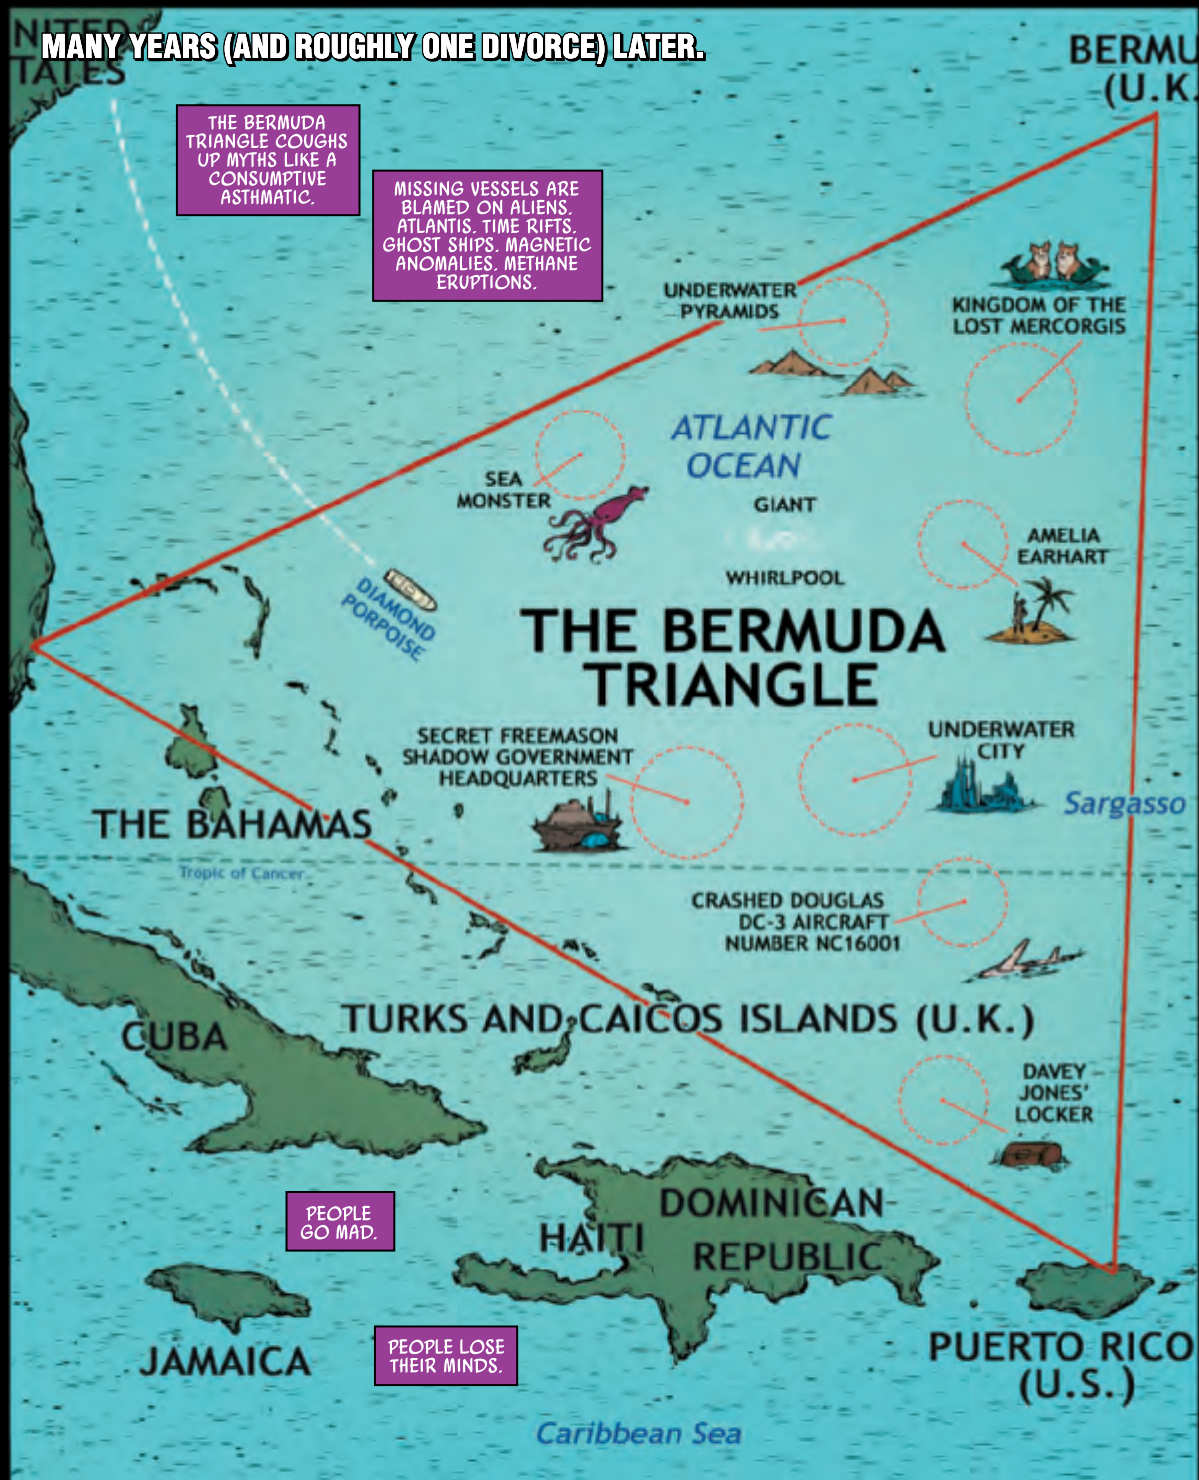 NITED
TATES
MANY YEARS (AND ROUGHLY ONE DIVORCE) LATER.
BERMU
(U.K.
THE BERMUDA
TRIANGLE COUGHS
UP MYTHS LIKE A
CONSUMPTIVE
ASTHMATIC.
MISSING VESSELS ARE
BLAMED ON ALIENS.
ATLANTIS. TIME RIFTS.
GHOST SHIPS. MAGNETIC
ANOMALIES. METHANE
ERUPTIONS.
UNDERWATER
PYRAMIDS
KINGDOM OF THE
LOST MERCORGIS
ATLANTIC
OCEAN
SEA
MONSTER
GIANT
WHIRLPOOL
AMELIA
EARHART
DIAMOND
PORPOISE
THE BERMUDA
TRIANGLE
SECRET FREEMASON
SHADOW GOVERNMENT
HEADQUARTERS
UNDERWATER
CITY
Sargasso
THE BAHAMAS
Tropic of Cancer
CRASHED DOUGLAS
DC-3 AIRCRAFT
NUMBER NC16001
TURKS AND CAICOS ISLANDS (U.K.)
CUBA
DAVEY
JONES'
LOCKER
PEOPLE
GO MAD.
DOMINICAN
REPUBLIC
HAITI
JAMAICA
PEOPLE LOSE
THEIR MINDS.
PUERTO RICO
(U.S.)
Caribbean Sea